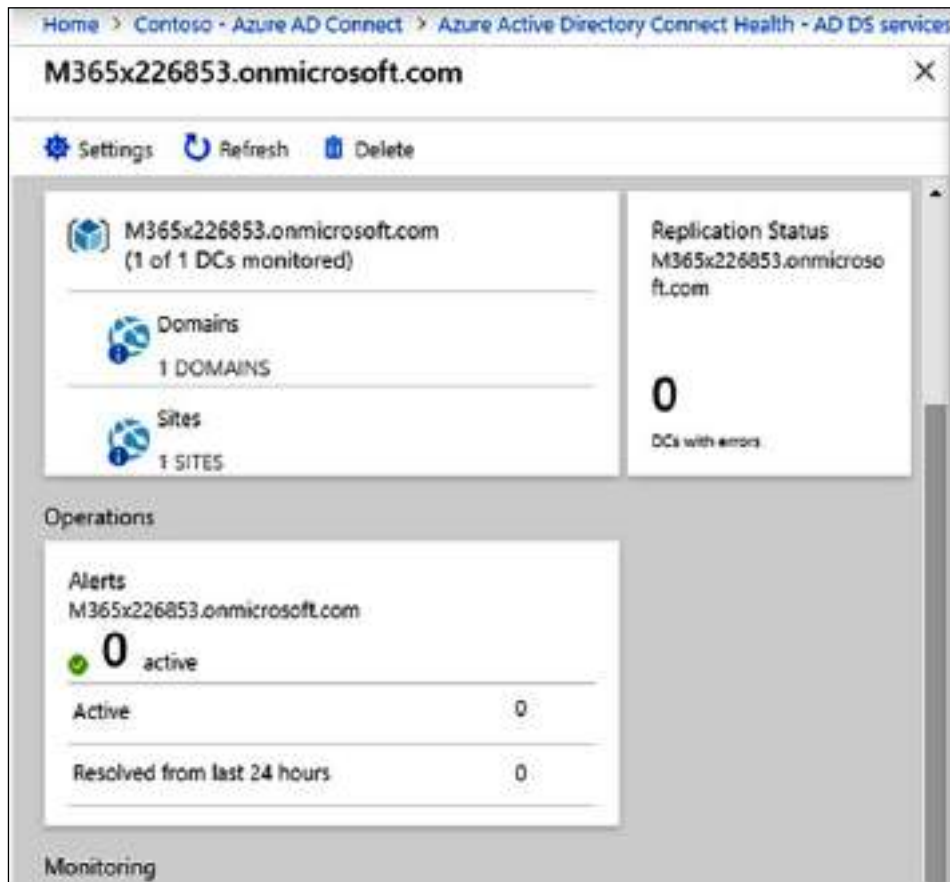 Home > Contoso - Azure AD Connect > Azure Active Directory Connect Health - AD DS services
M365x226853.onmicrosoft.com
Settings Refresh Delete
M365x226853.onmicrosoft.com
(1 of 1 DCs monitored)
Domains
1 DOMAINS
Sites
1 SITES
Replication Status
M365x226853.onmicroso
ft.com
0
DCs with errors
Operations
Alerts
M365x226853.onmicrosoft.com
0 active
Active 0
Resolved from last 24 hours 0
Monitoring